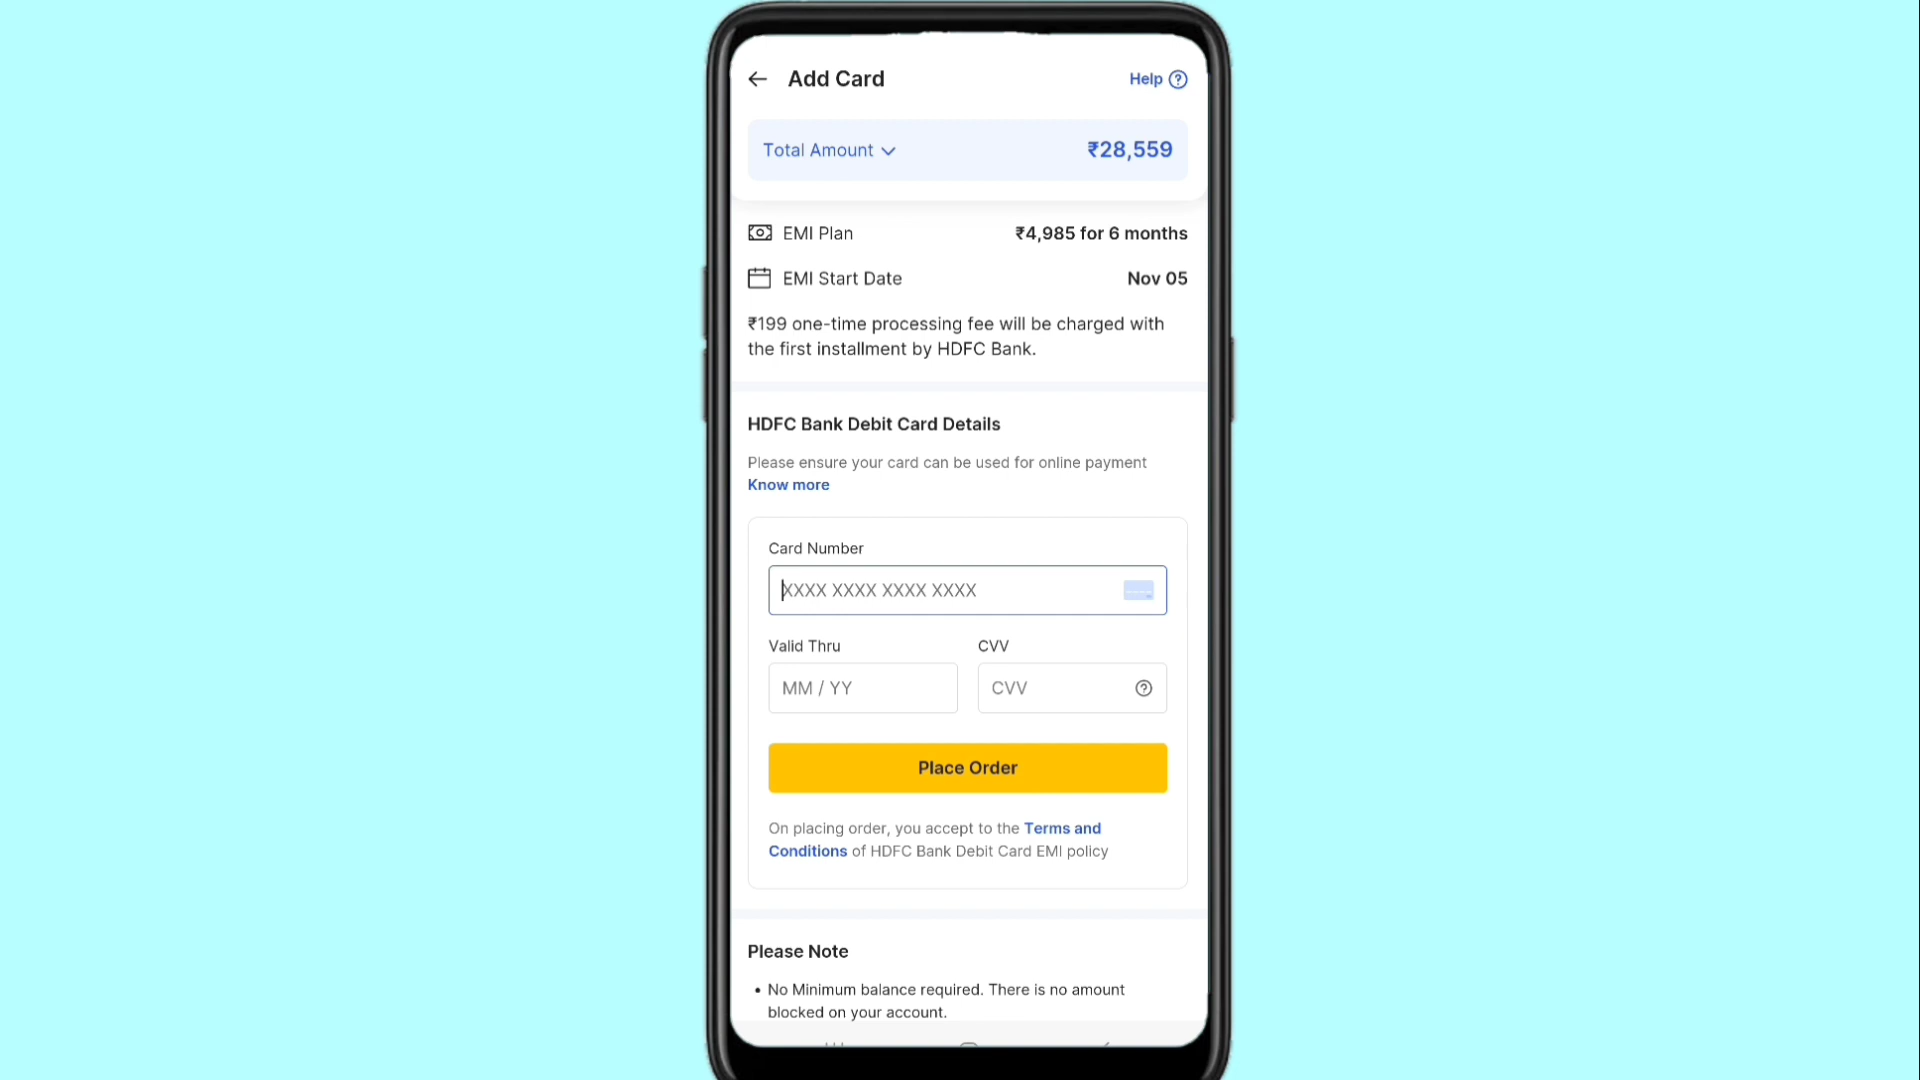 Add Card
Help
Total Amount
₹28,559
EMI Plan
₹4,985 for 6 months
EMI Start Date
Nov 05
₹199 one-time processing fee will be charged with
the first installment by HDFC Bank.
HDFC Bank Debit Card Details
Please ensure your card can be used for online payment
Know more
Card Number
XXXX XXXX XXXX XXXX
Valid Thru
CVV
MM / YY
CVV
Place Order
On placing order, you accept to the Terms and
Conditions of HDFC Bank Debit Card EMI policy
Please Note
• No Minimum balance required. There is no amount
blocked on your account.